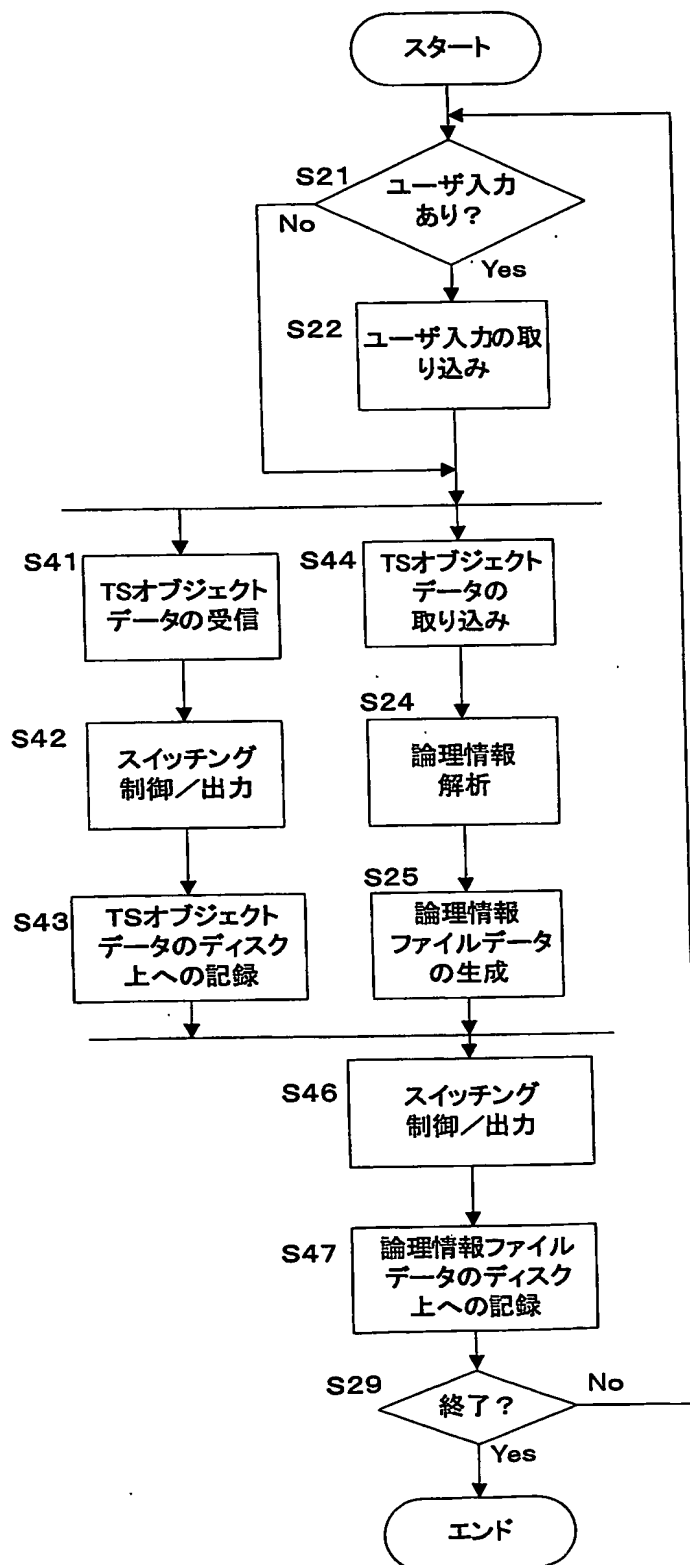 スタート
S21
ユーザ入力
あり?
No
Yes
S22
ユーザ入力の取
り込み
S41
TSオブジェクト
データの受信
S44
TSオブジェクト
データの
取り込み
S42
スイッチング
制御／出力
S24
論理情報
解析
S43
TSオブジェクト
データのディスク
上への記録
S25
論理情報
ファイルデータ
の生成
S46
スイッチング
制御／出力
S47
論理情報ファイル
データのディスク
上への記録
S29
終了?
No
Yes
エンド